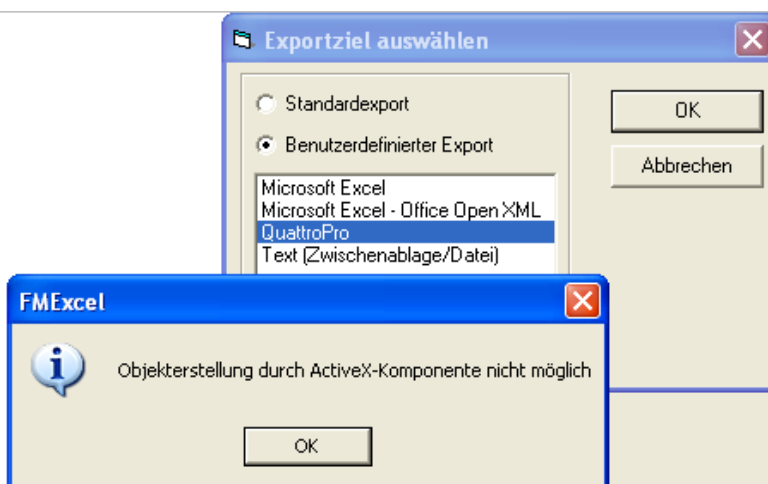 Exportziel auswählen
Standardexport
Benutzerdefinierter Export
Microsoft Excel
Microsoft Excel - Office Open XML
QuattroPro
Text (Zwischenablage/Datei)
OK
Abbrechen
FMExcel
Objekterstellung durch ActiveX-Komponente nicht möglich
OK